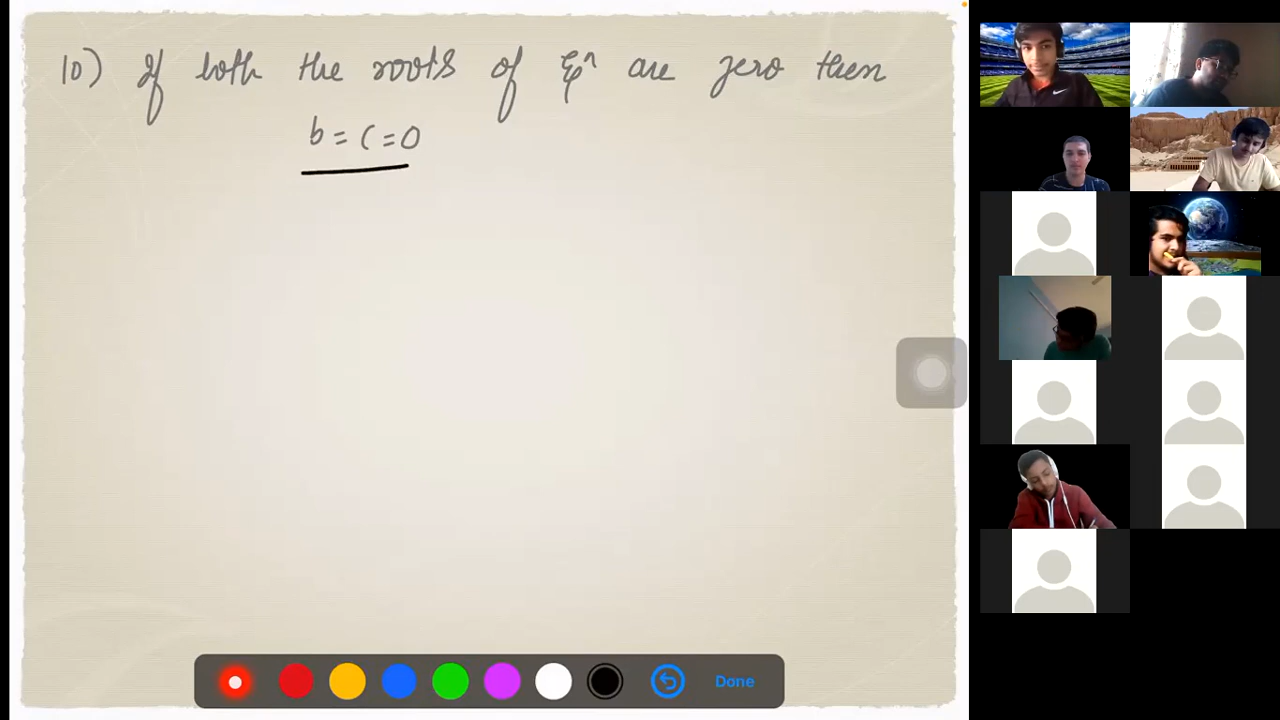 10) If both the roots of Eqn are zero then
b = c = 0
Done